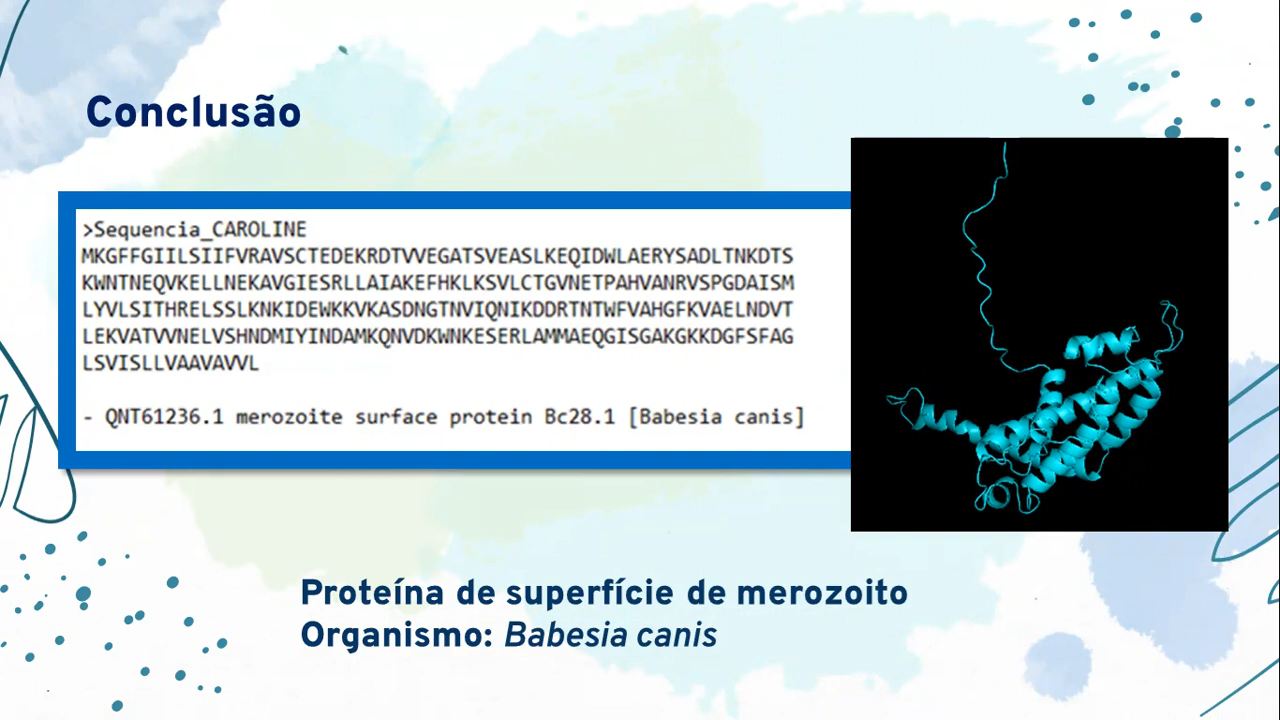 Conclusão
>Sequencia_CAROLINE
MKGFFGIILSIIFVRAVSCTEDEKRDTVVEGATSVEASLKEQIDWLAERYSADLTNKDTS
KWNTNEQVKELLNEKAVGIESRLLAIAKEFHKLKSVLCTGVNETPAHVANRVSPGDAISM
LYVLSITHRELSSLKNKIDEWKKVKASDNGTNVIQNIKDDRTNTWFVAHGFKVAELNDVT
LEKVATVVNELVSHNDMIYINDAMKQNVDKWNKESERLAMMAEQGISGAKGKKDGFSFAG
LSVISLLVAAVAVVL
- QNT61236.1 merozoite surface protein Bc28.1 [Babesia canis]
Proteína de superfície de merozoito
Organismo: Babesia canis